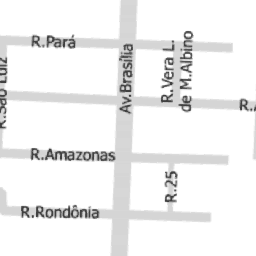 R.Pará
R.Vera L.
de M.Albino
Av.Brasília
R.São Luiz
R.Amazonas
R.25
R.Rondônia